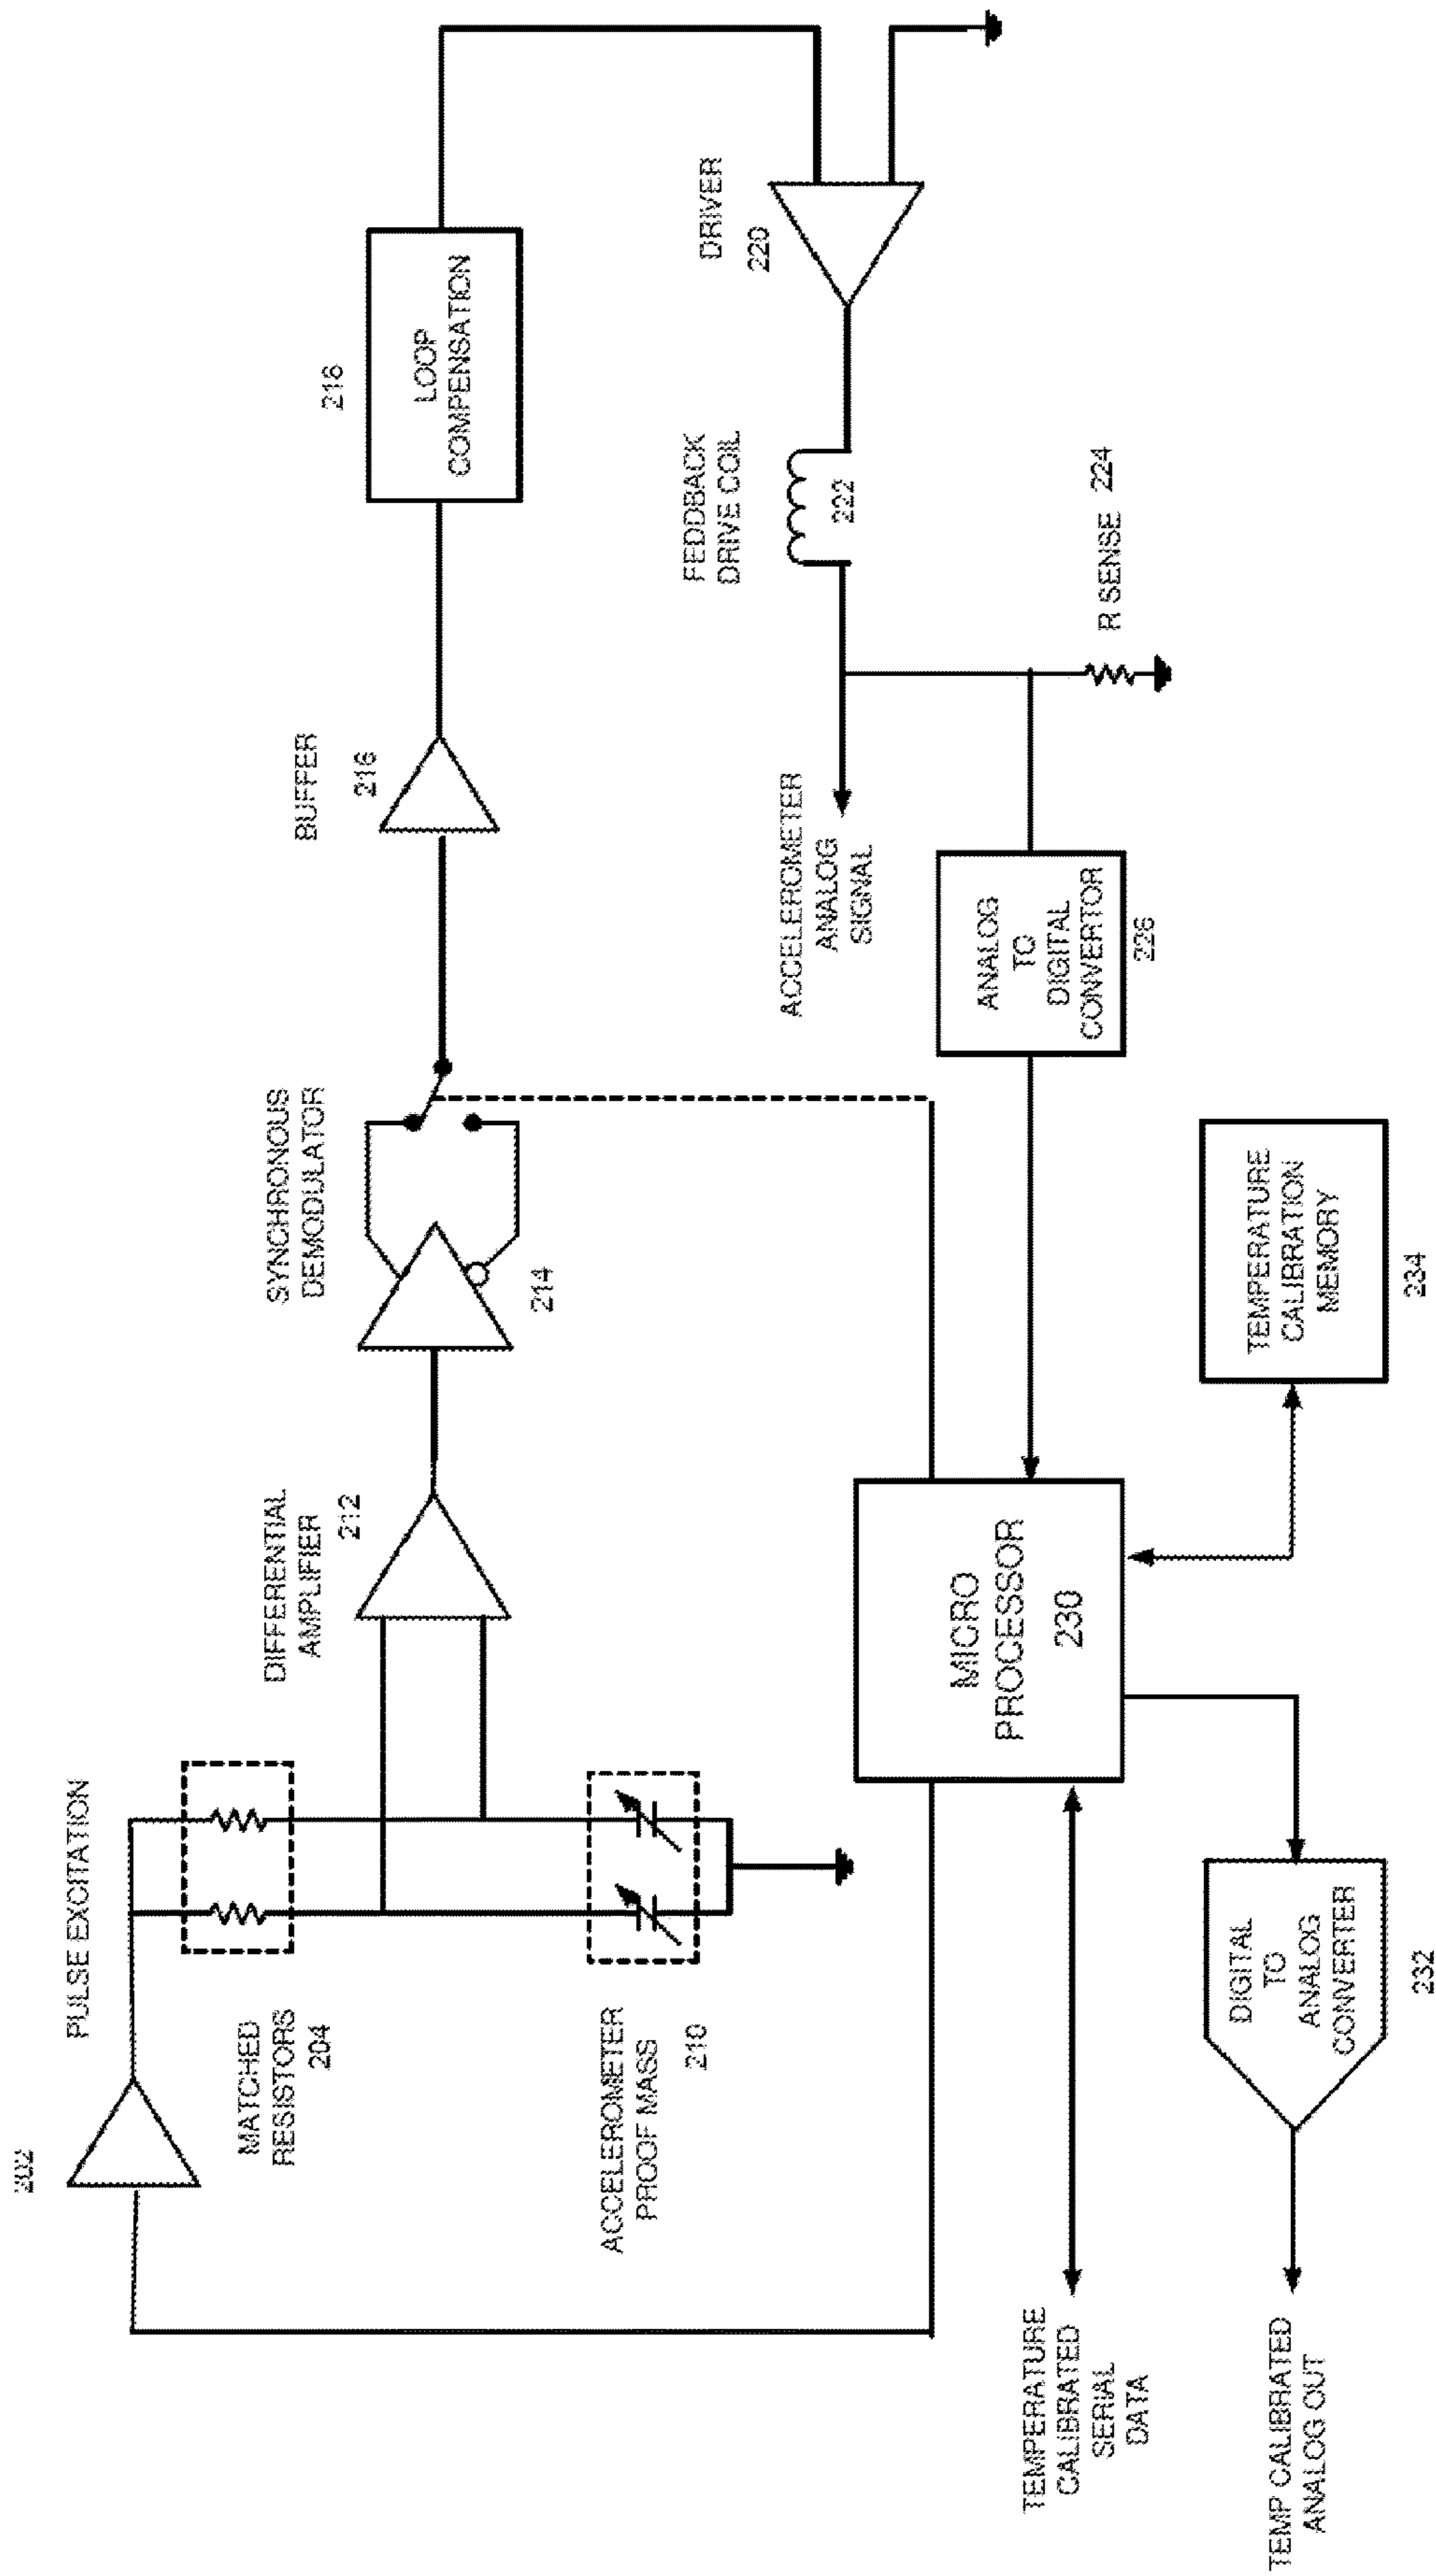 202
PULSE EXCITATION
MATCHED
RESISTORS
204
ACCELEROMETER
PROOF MASS
210
DIFFERENTIAL
AMPLIFIER
212
SYNCHRONOUS
DEMODULATOR
214
BUFFER
216
218
LOOP
COMPENSATION
DRIVER
220
FEDDBACK
DRIVE COIL
222
R SENSE 224
ACCELEROMETER
ANALOG
SIGNAL
ANALOG
TO
DIGITAL
CONVERTOR
226
MICRO
PROCESSOR
230
TEMPERATURE
CALIBRATION
MEMORY
234
TEMPERATURE
CALIBRATED
SERIAL
DATA
DIGITAL
TO
ANALOG
CONVERTER
232
TEMP CALIBRATED
ANALOG OUT